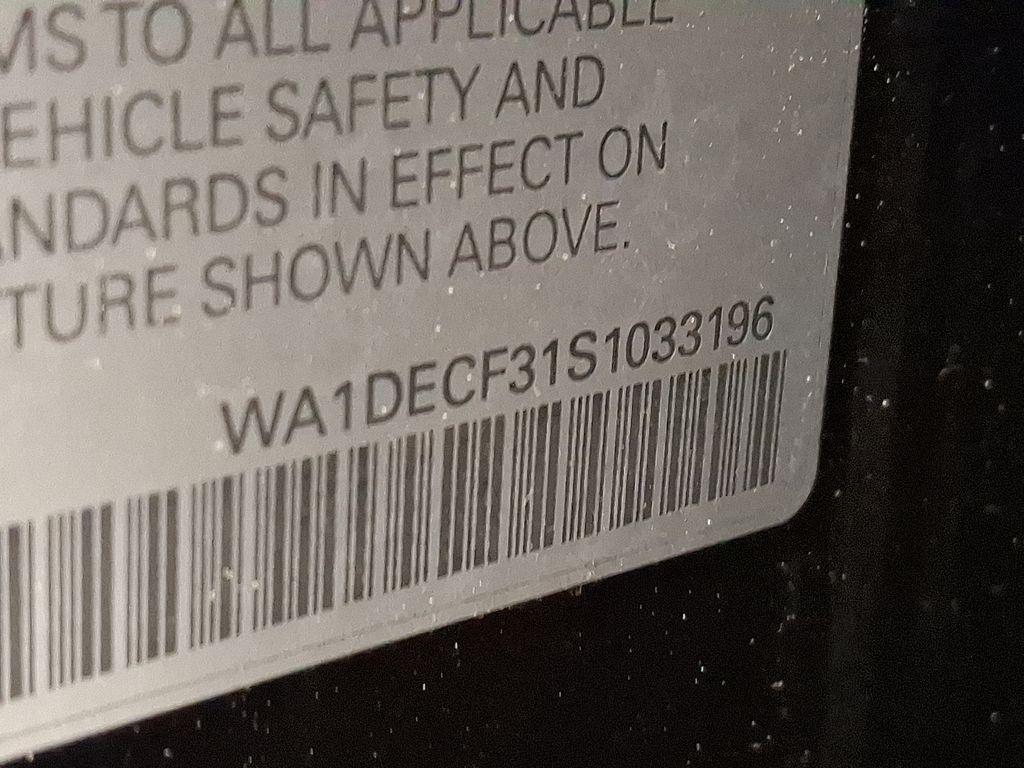 MS TO ALL APPLICABLE
EHICLE SAFETY AND
ANDARDS IN EFFECT ON
TURE SHOWN ABOVE.
WA1DECF31S1033196